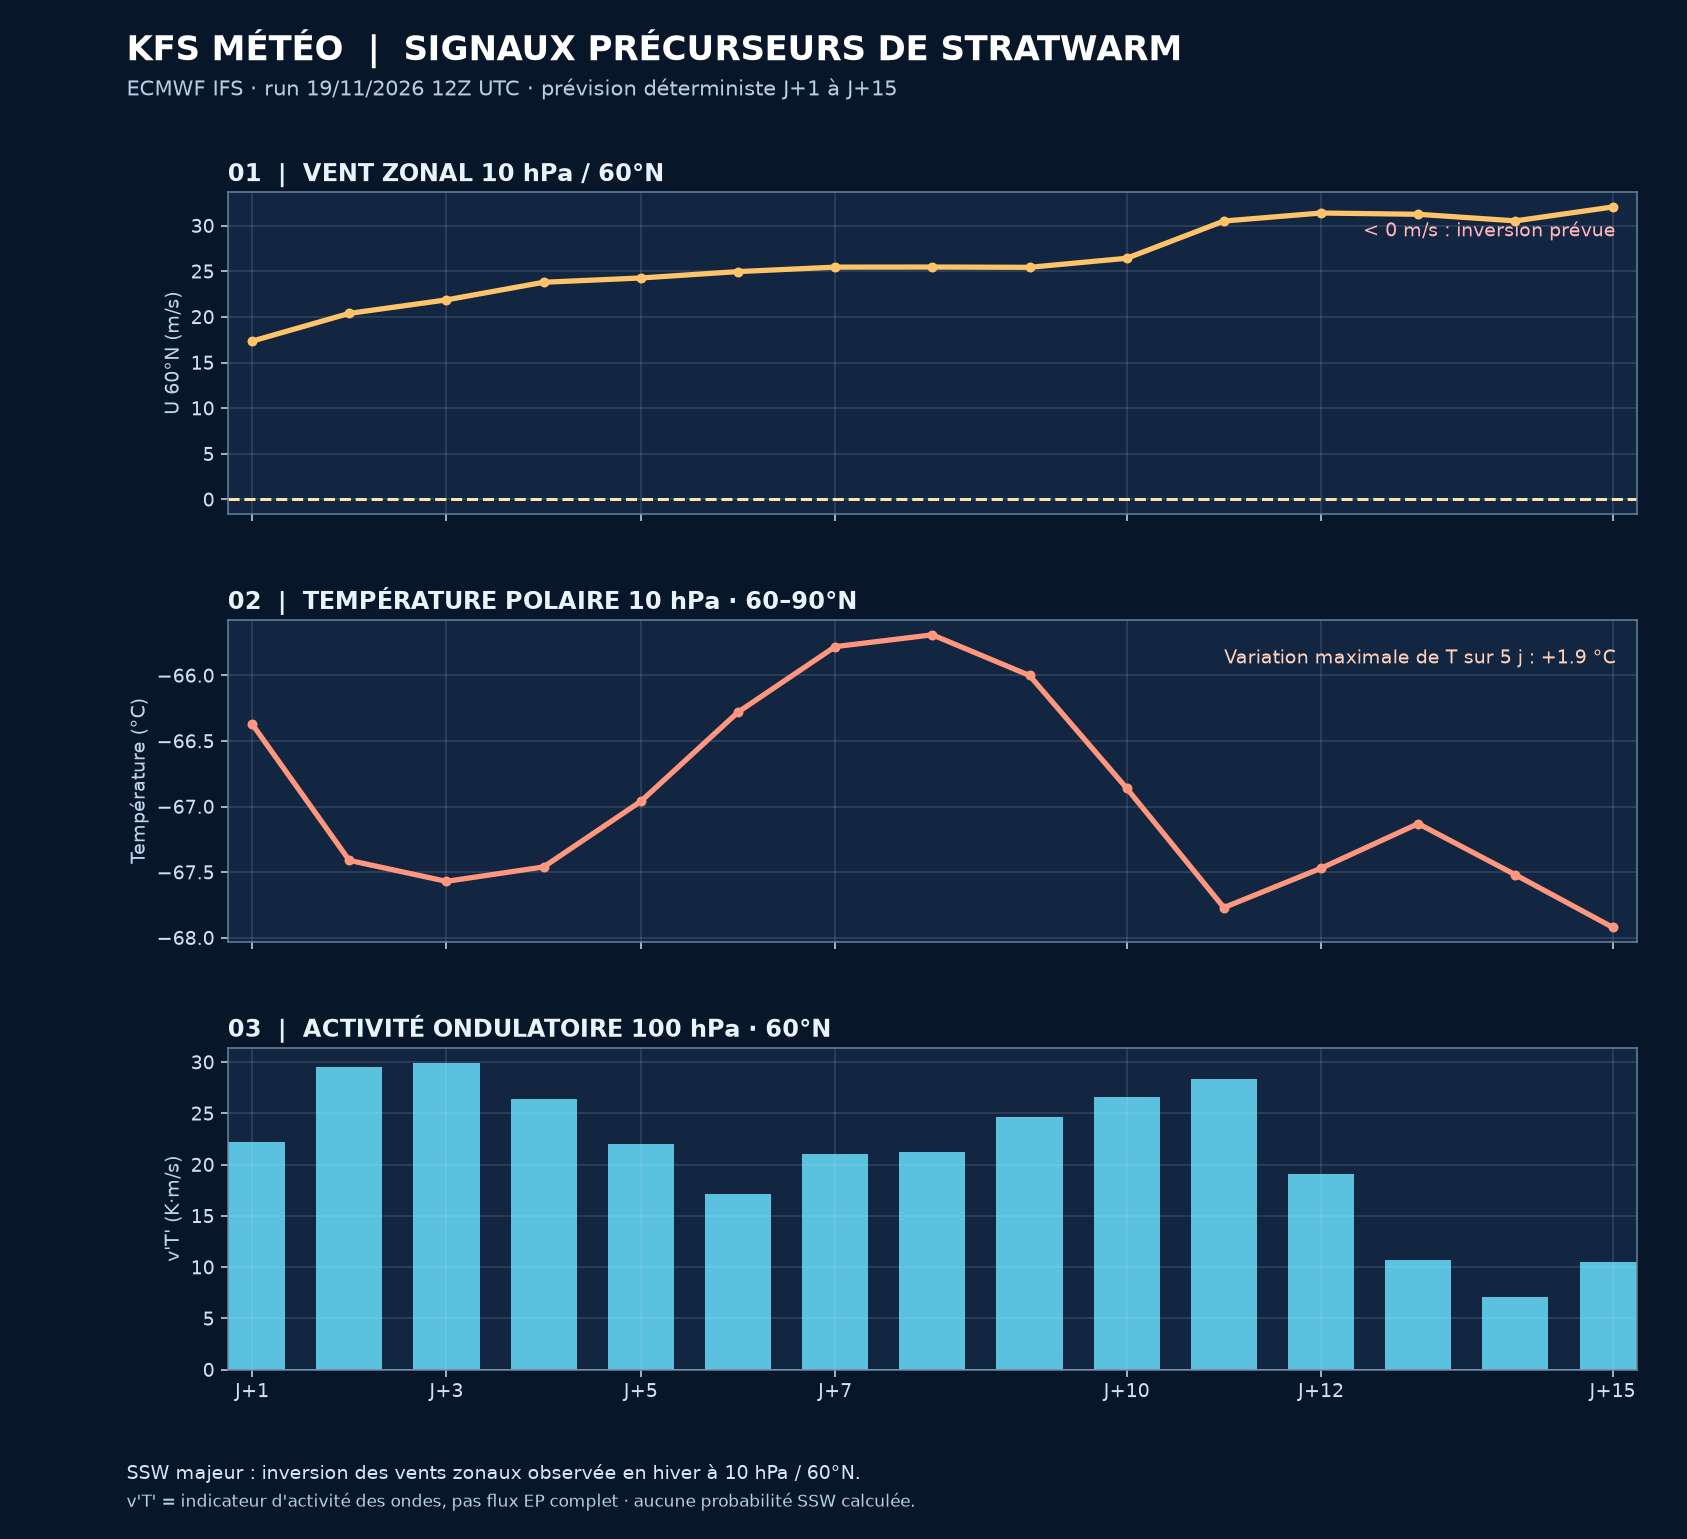 KFS MÉTÉO | SIGNAUX PRÉCURSEURS DE STRATWARM
ECMWF IFS · run 19/11/2026 12Z UTC · prévision déterministe J+1 à J+15
01 | VENT ZONAL 10 hPa / 60°N
U 60°N (m/s)
30
25
20
15
10
5
0
< 0 m/s : inversion prévue
02 | TEMPÉRATURE POLAIRE 10 hPa · 60–90°N
Température (°C)
−66.0
−66.5
−67.0
−67.5
−68.0
Variation maximale de T sur 5 j : +1.9 °C
03 | ACTIVITÉ ONDULATOIRE 100 hPa · 60°N
v'T' (K·m/s)
30
25
20
15
10
5
0
J+1 J+3 J+5 J+7 J+10 J+12 J+15
SSW majeur : inversion des vents zonaux observée en hiver à 10 hPa / 60°N.
v'T' = indicateur d'activité des ondes, pas flux EP complet · aucune probabilité SSW calculée.